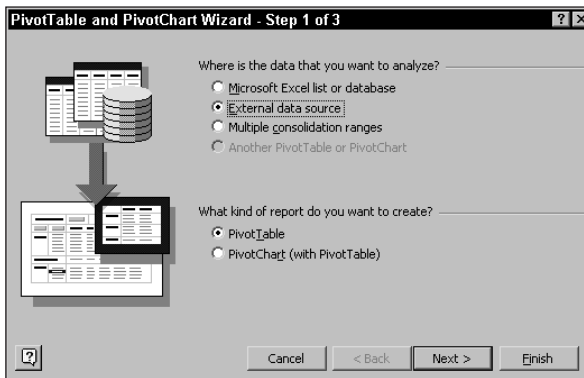 PivotTable and PivotChart Wizard - Step 1 of 3
Where is the data that you want to analyze?
Microsoft Excel list or database
External data source
Multiple consolidation ranges
Another PivotTable or PivotChart
What kind of report do you want to create?
PivotTable
PivotChart (with PivotTable)
Cancel
< Back
Next >
Finish